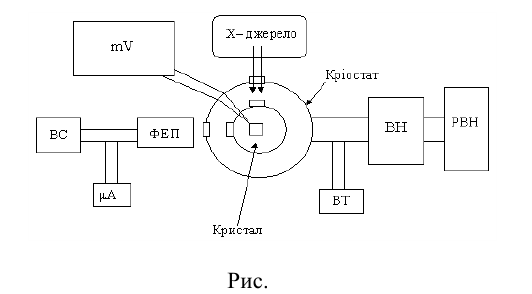 mV
Х– джерело
Кріостат
ВС
ФЕП
ВН
РВН
μА
ВТ
Кристал
Рис.